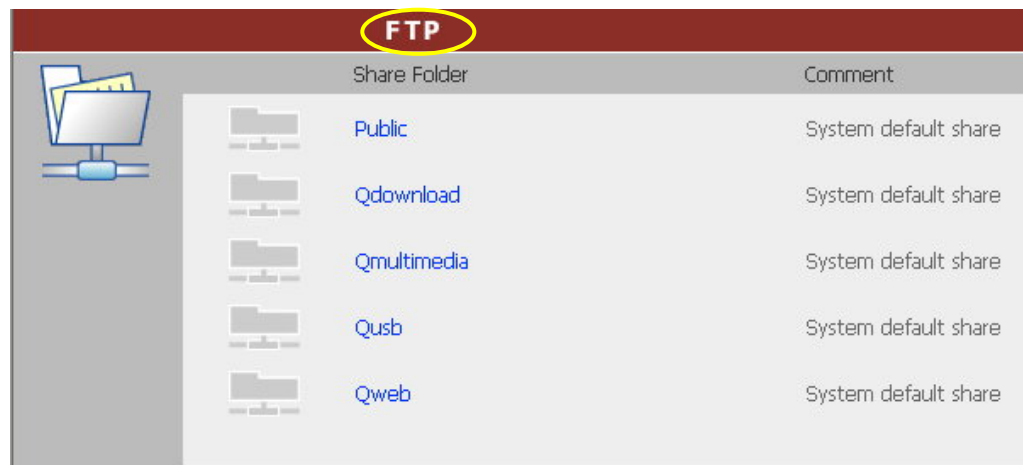 FTP
Share Folder Comment
Public System default share
Qdownload System default share
Qmultimedia System default share
Qusb System default share
Qweb System default share